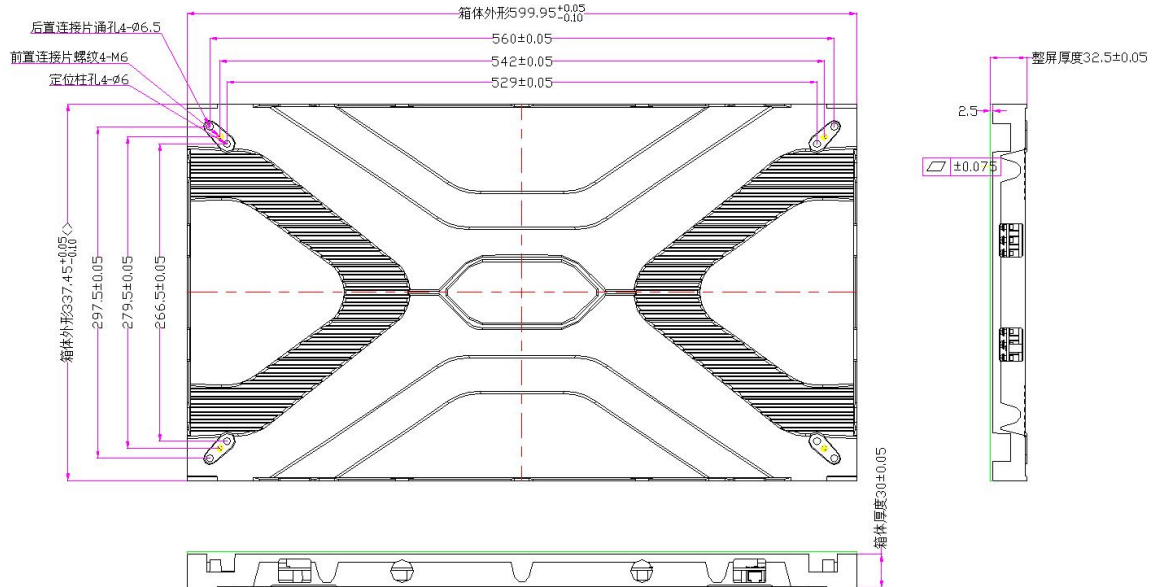 箱体外形599.95+0.05-0.10
后置连接片通孔4-Ø6.5
560±0.05
前置连接片螺纹4-M6
542±0.05
整屏厚度32.5±0.05
定位柱孔4-Ø6
529±0.05
2.5
±0.075
箱体外形337.45+0.05-0.10<>
297.5±0.05
279.5±0.05
266.5±0.05
箱体厚度30±0.05